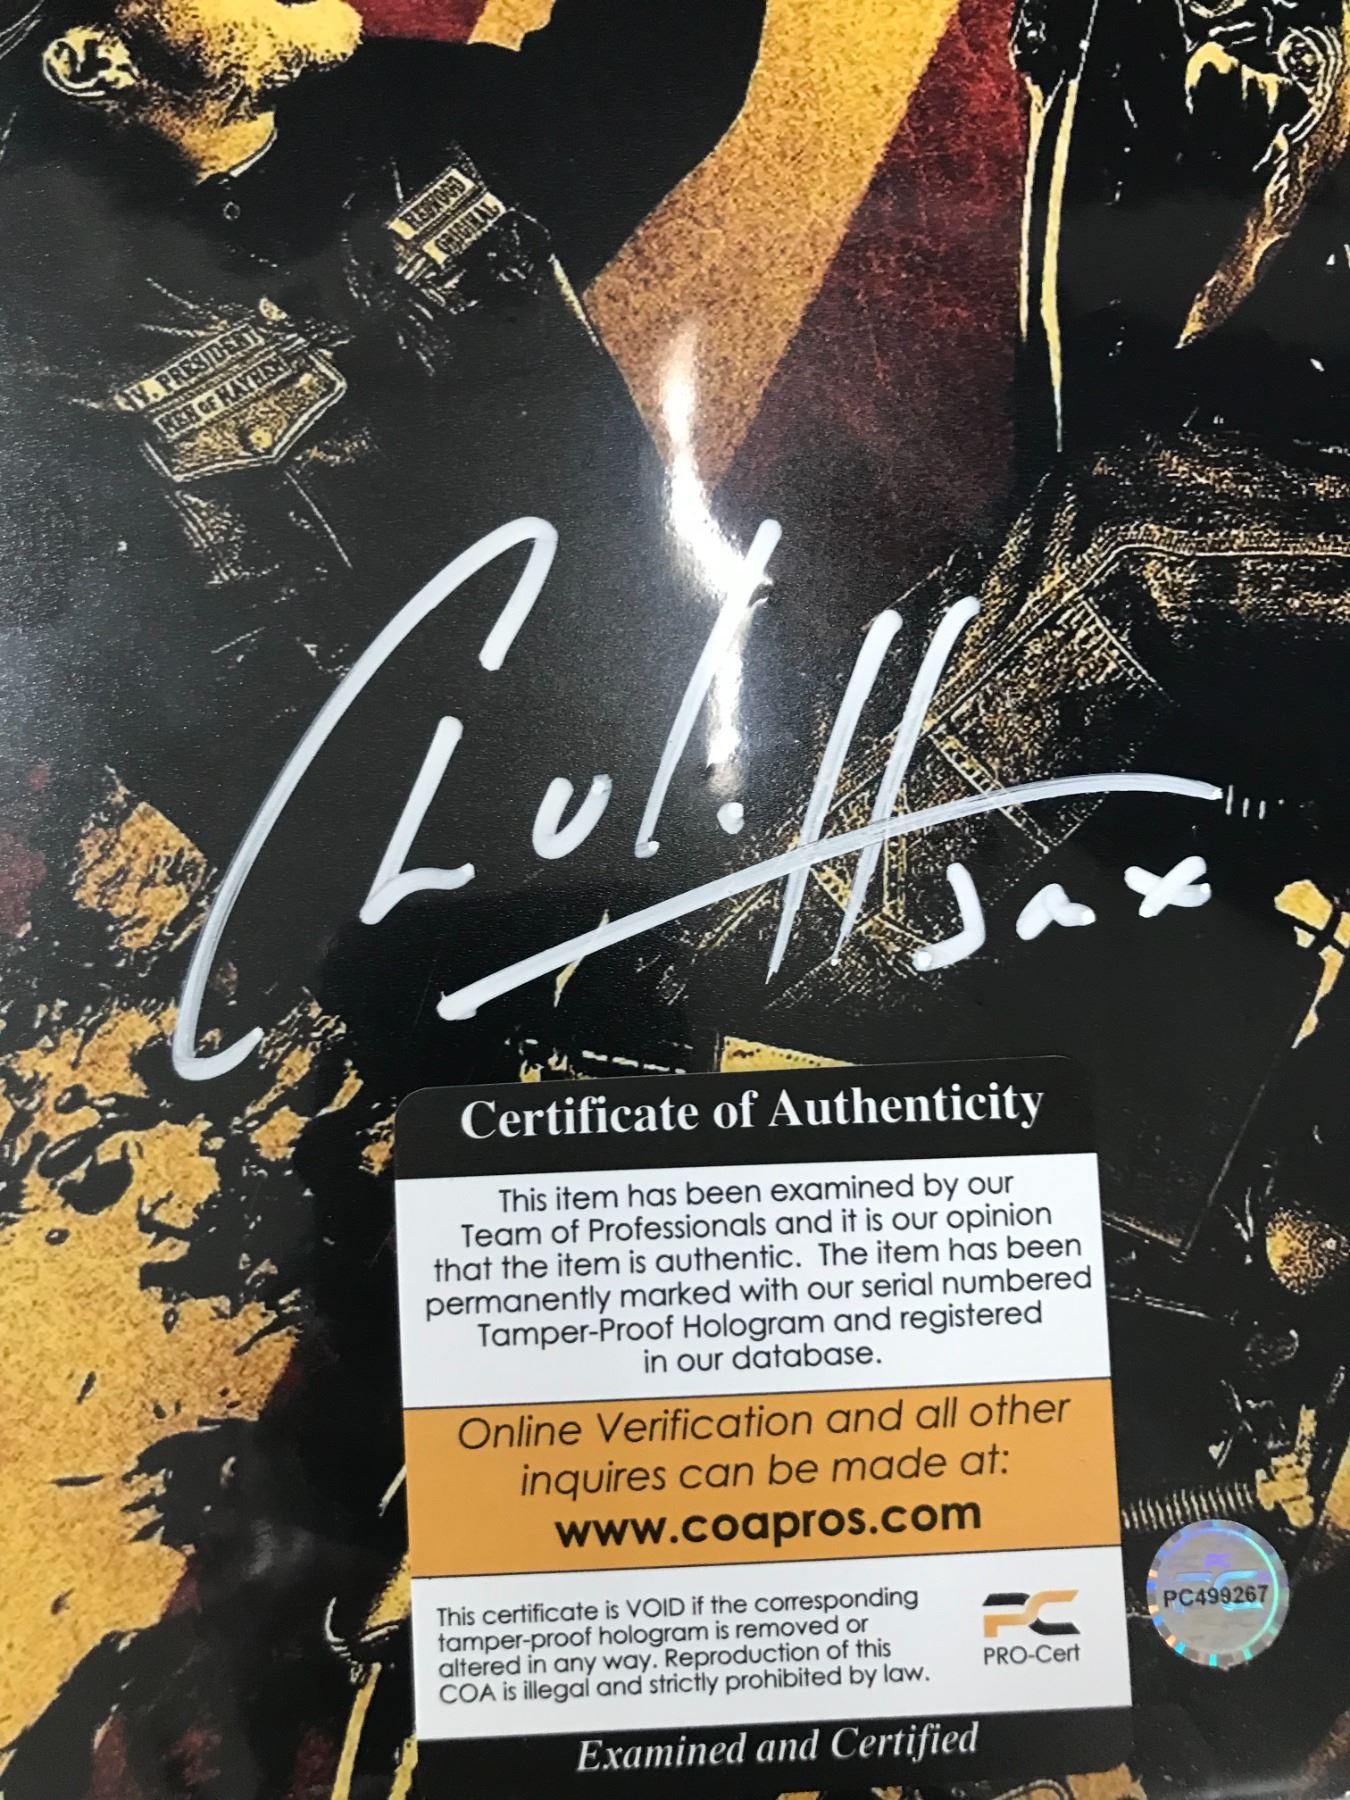 REDWOOD
ORIGINAL
V. PRESIDENT
MEN OF MAYHEM
Jax
Certificate of Authenticity
This item has been examined by our
Team of Professionals and it is our opinion
that the item is authentic. The item has been
permanently marked with our serial numbered
Tamper-Proof Hologram and registered
in our database.
Online Verification and all other
inquires can be made at:
www.coapros.com
This certificate is VOID if the corresponding
tamper-proof hologram is removed or
altered in any way. Reproduction of this
COA is illegal and strictly prohibited by law.
PC
PRO-Cert
PC
PC499267
Examined and Certified